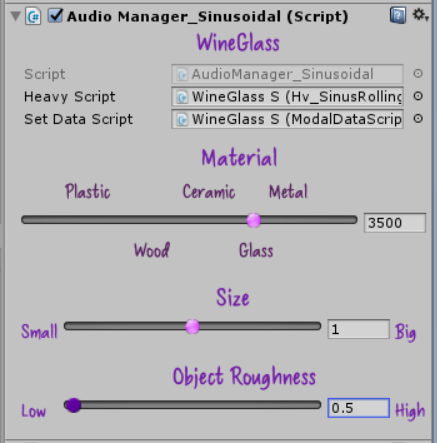 Audio Manager_Sinusoidal (Script)
WineGlass
Script AudioManager_Sinusoidal
Heavy Script WineGlass S (Hv_SinusRolling
Set Data Script WineGlass S (ModalDataScrip
Material
Plastic Ceramic Metal
3500
Wood Glass
Size
Small 1 Big
Object Roughness
Low 0.5 High